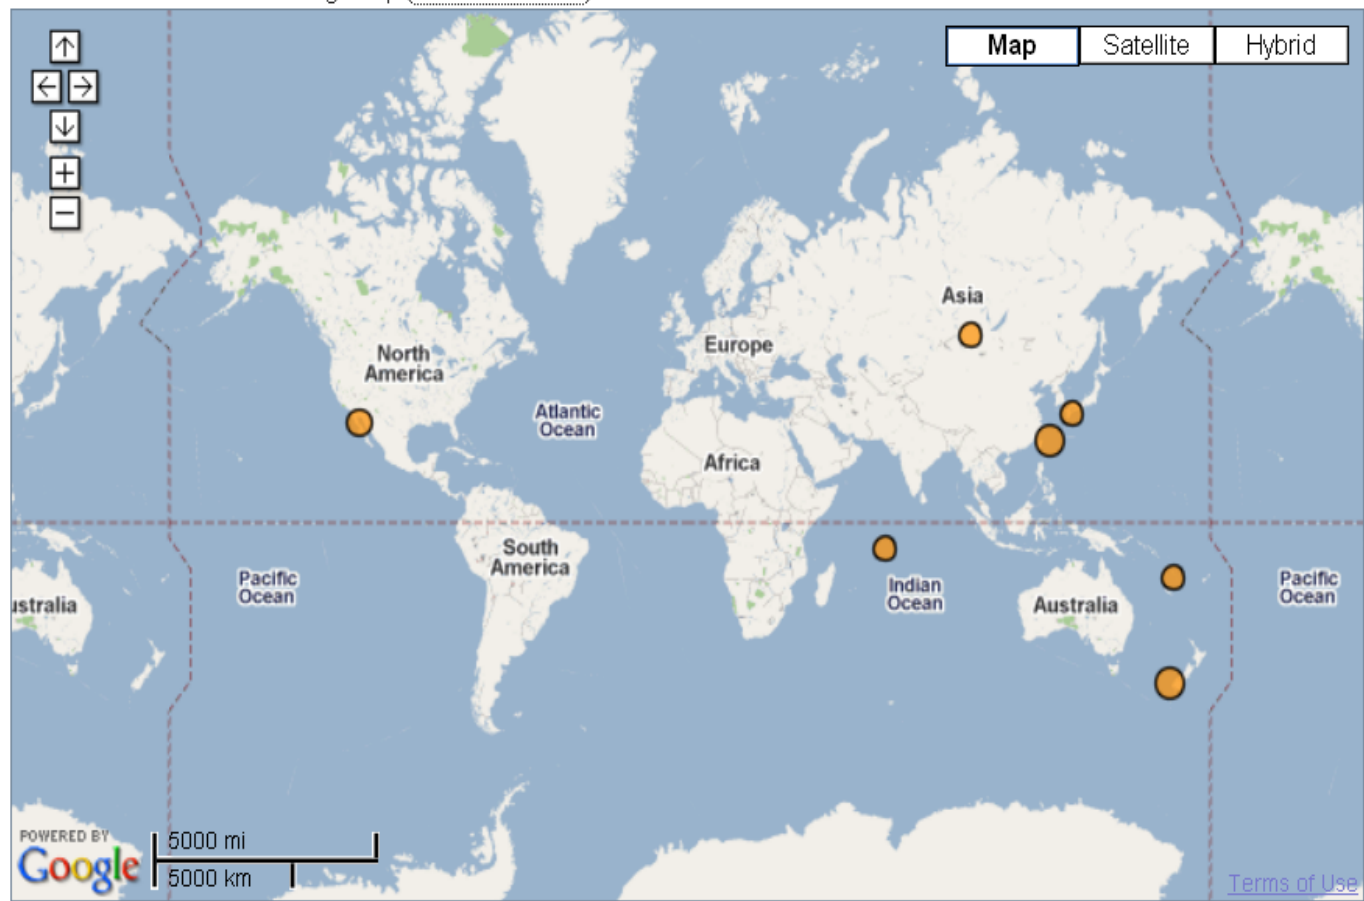 Map
Satellite
Hybrid
Asia
Europe
North
America
Atlantic
Ocean
Africa
South
America
Pacific
Ocean
Indian
Ocean
Pacific
Ocean
ustralia
Australia
POWERED BY
Google
5000 mi
5000 km
Terms of Use